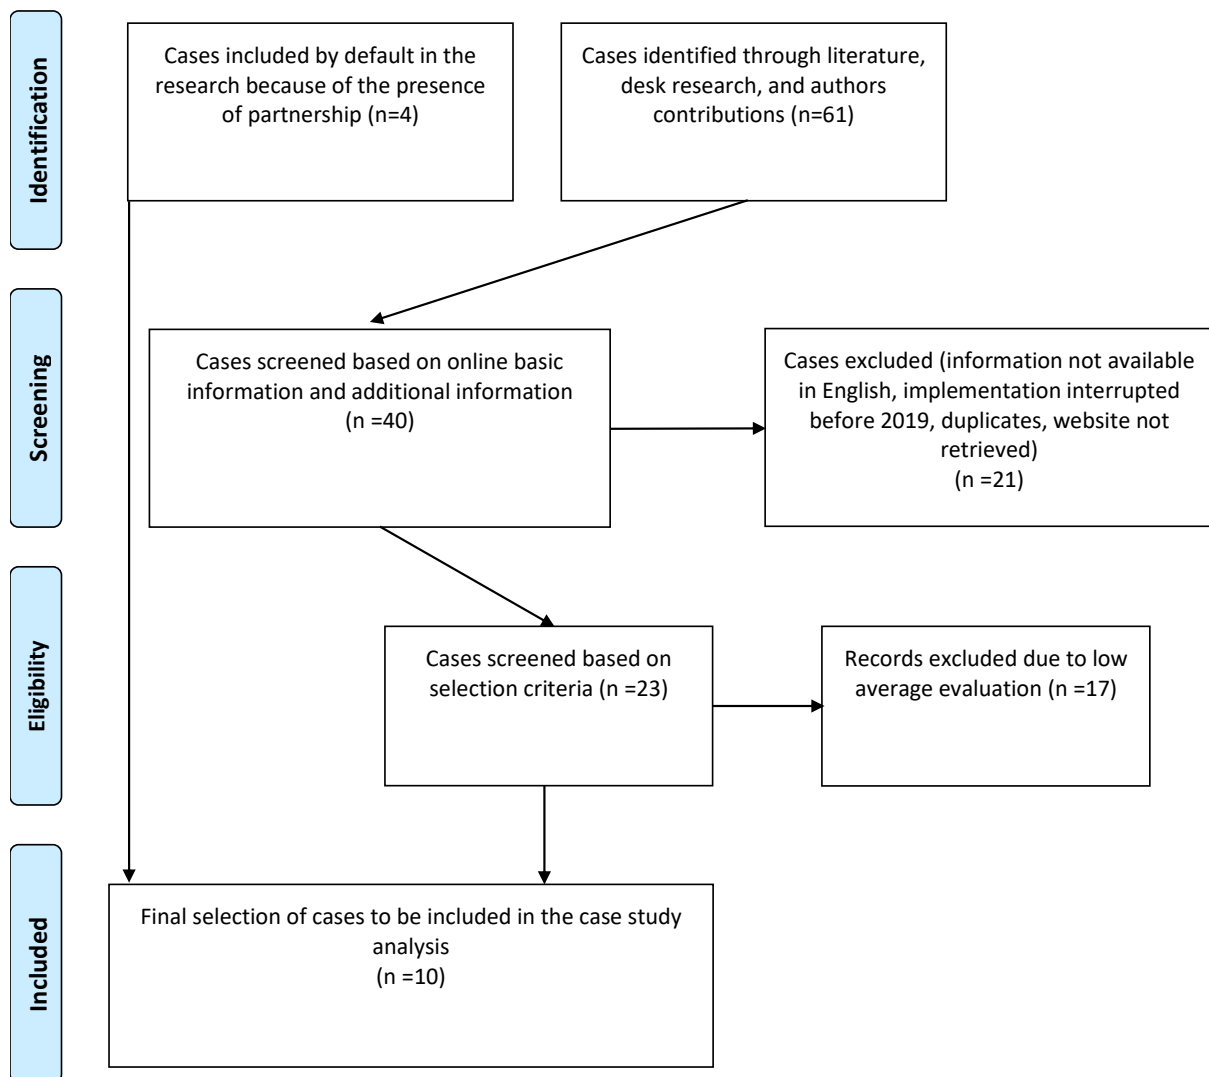 Identification
Cases included by default in the
research because of the presence
of partnership (n=4)
Cases identified through literature,
desk research, and authors
contributions (n=61)
Screening
Cases screened based on online basic
information and additional information
(n =40)
Cases excluded (information not available
in English, implementation interrupted
before 2019, duplicates, website not
retrieved)
(n =21)
Eligibility
Cases screened based on
selection criteria (n =23)
Records excluded due to low
average evaluation (n =17)
Included
Final selection of cases to be included in the case study
analysis
(n =10)